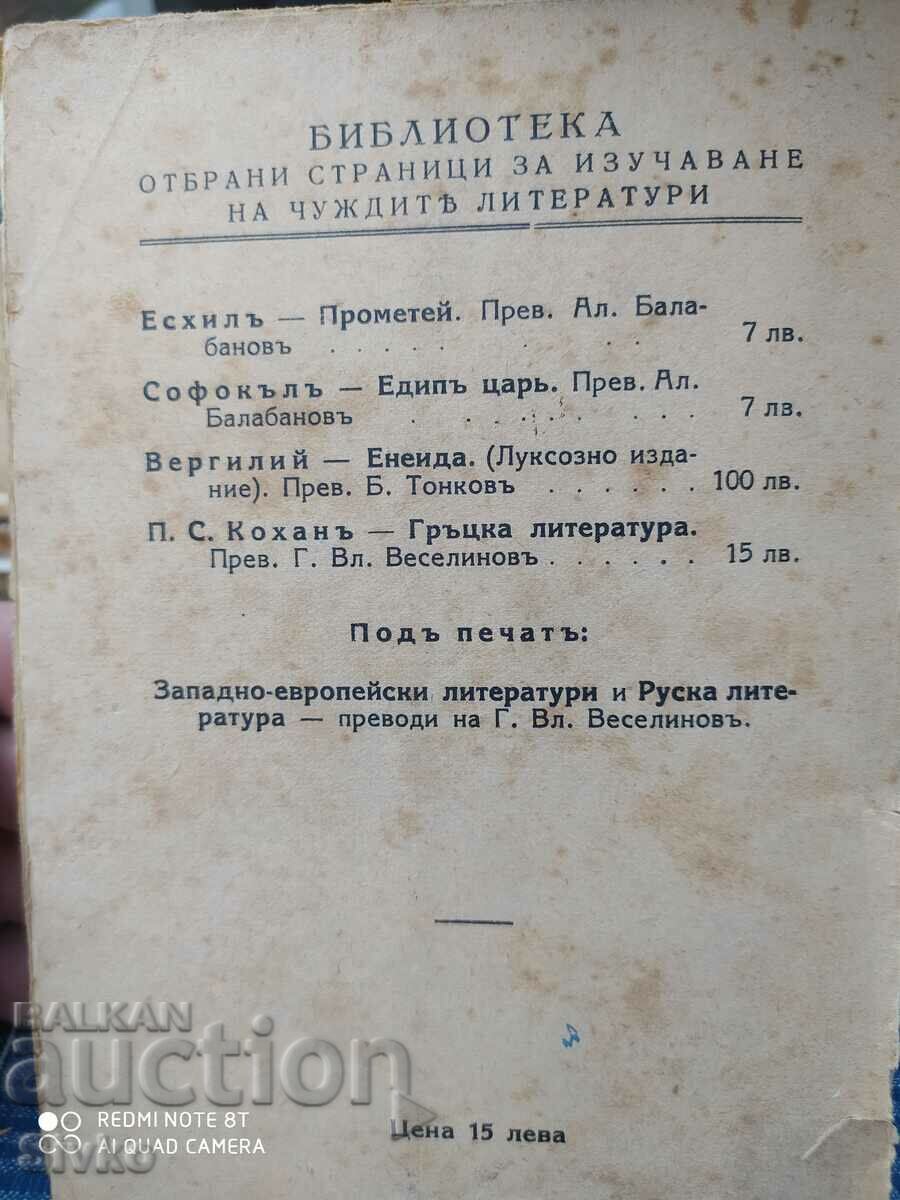 БИБЛИОТЕКА
ОТБРАНИ СТРАНИЦИ ЗА ИЗУЧАВАНЕ
НА ЧУЖДИТѢ ЛИТЕРАТУРИ
Есхилъ — Прометей. Прев. Ал. Бала-
бановъ . . . . . . . 7 лв.
Софокълъ — Едипъ царь. Прев. Ал.
Балабановъ . . . . . . . 7 лв.
Вергилий — Енеида. (Луксозно изда-
ние). Прев. Б. Тонковъ . . . . . . 100 лв.
П. С. Коханъ — Гръцка литература.
Прев. Г. Вл. Веселиновъ . . . . . . 15 лв.
Подъ печатъ:
Западно-европейски литератури и Руска лите-
ратура — преводи на Г. Вл. Веселиновъ.
BALKAN
auction
REDMI NOTE 8T
AI QUAD CAMERA
Цена 15 лева
sivko